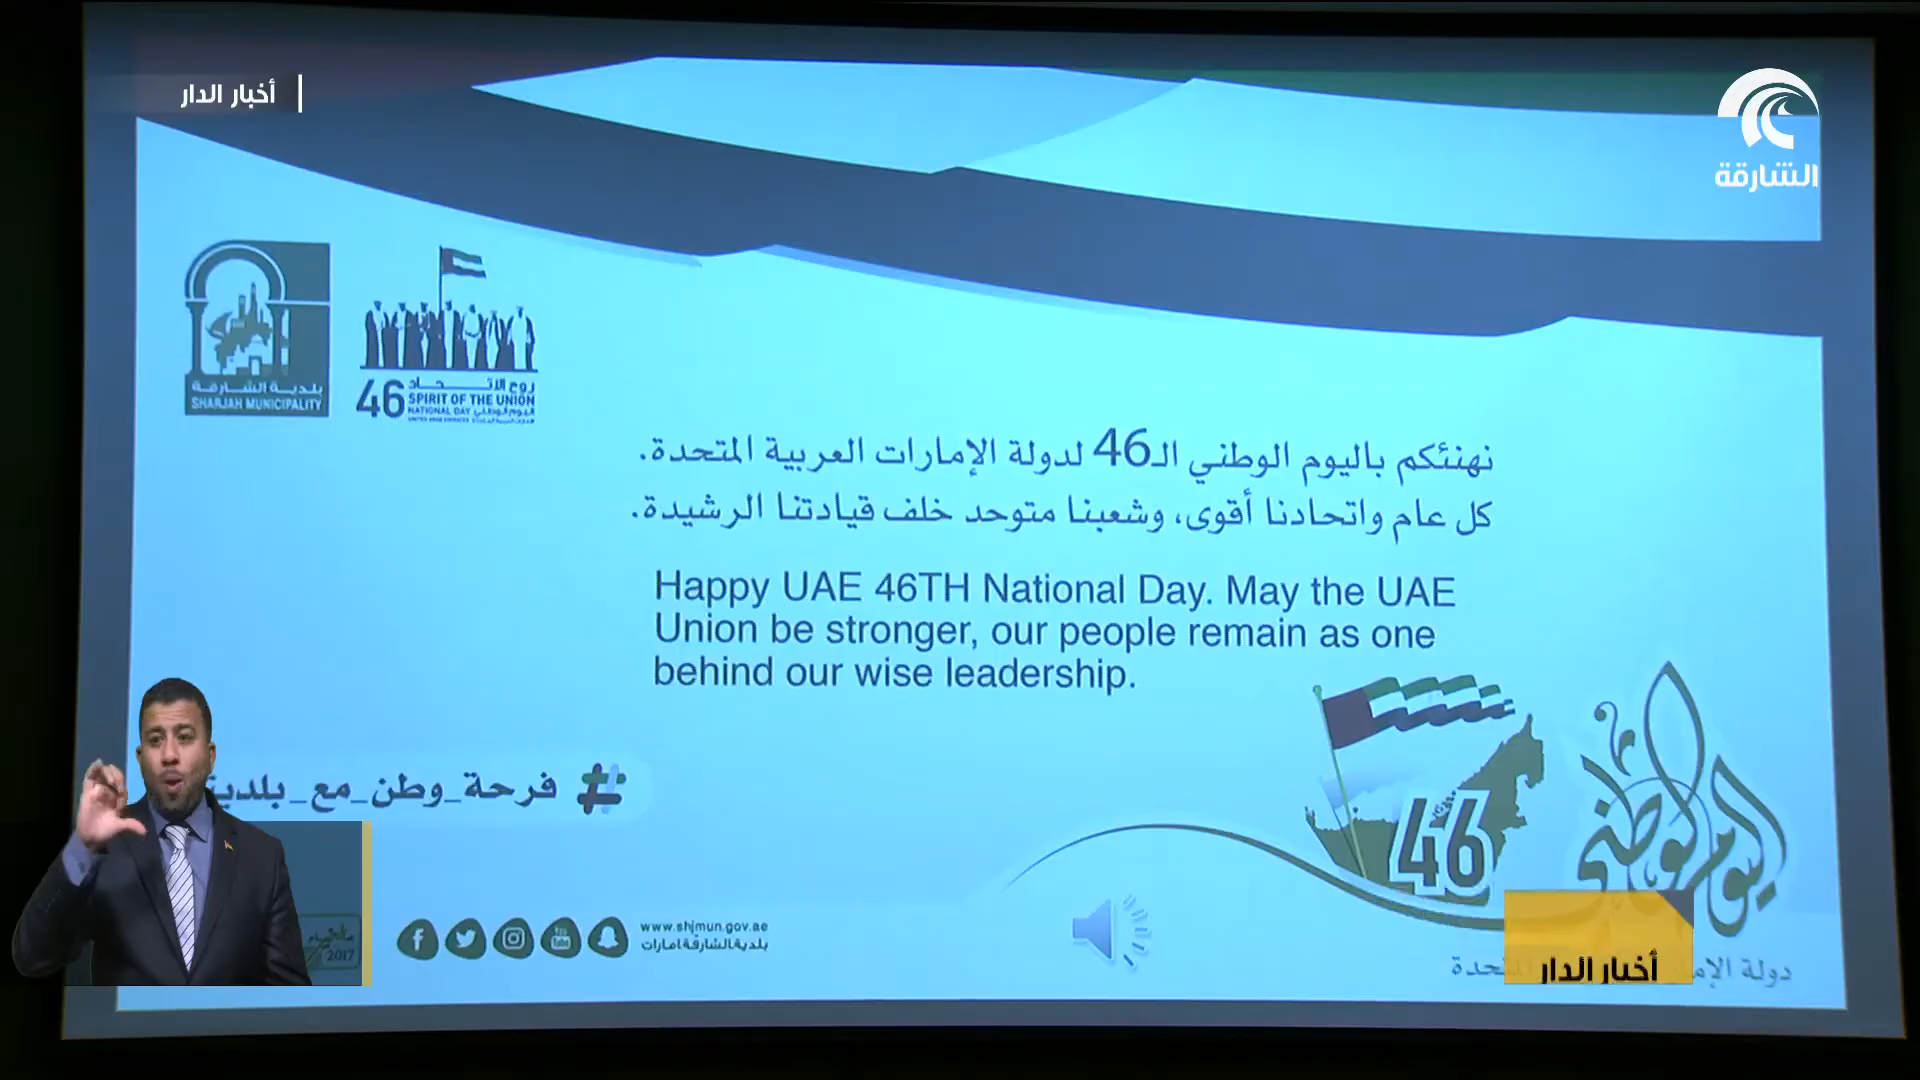 أخبار الدار
الشارقة
بلدية الشارقة
SHARJAH MUNICIPALITY
46
روح الاتحاد
SPIRIT OF THE UNION
NATIONAL DAY اليوم الوطني
نهنئكم باليوم الوطني الـ46 لدولة الإمارات العربية المتحدة.
كل عام واتحادنا أقوى، وشعبنا متوحد خلف قيادتنا الرشيدة.
Happy UAE 46TH National Day. May the UAE
Union be stronger, our people remain as one
behind our wise leadership.
# فرحة_وطن_مع_بلدية
46
اليوم الوطني
www.shjmun.gov.ae
بلدية الشارقة امارات
2017
أخبار الدار